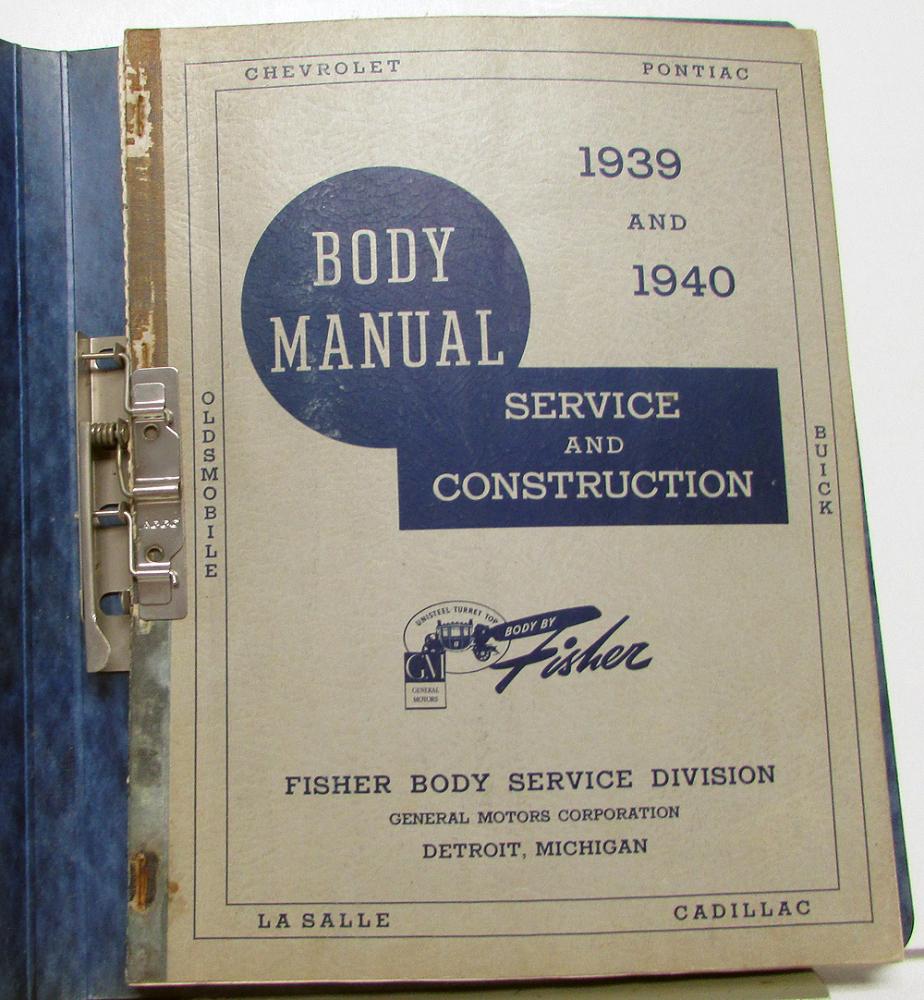 CHEVROLET
PONTIAC
1939
AND
1940
BODY
MANUAL
SERVICE
AND
CONSTRUCTION
OLDSMOBILE
BUICK
UNISTEEL TURRET TOP
BODY BY
Fisher
GM
GENERAL
MOTORS
FISHER BODY SERVICE DIVISION
GENERAL MOTORS CORPORATION
DETROIT, MICHIGAN
LA SALLE
CADILLAC